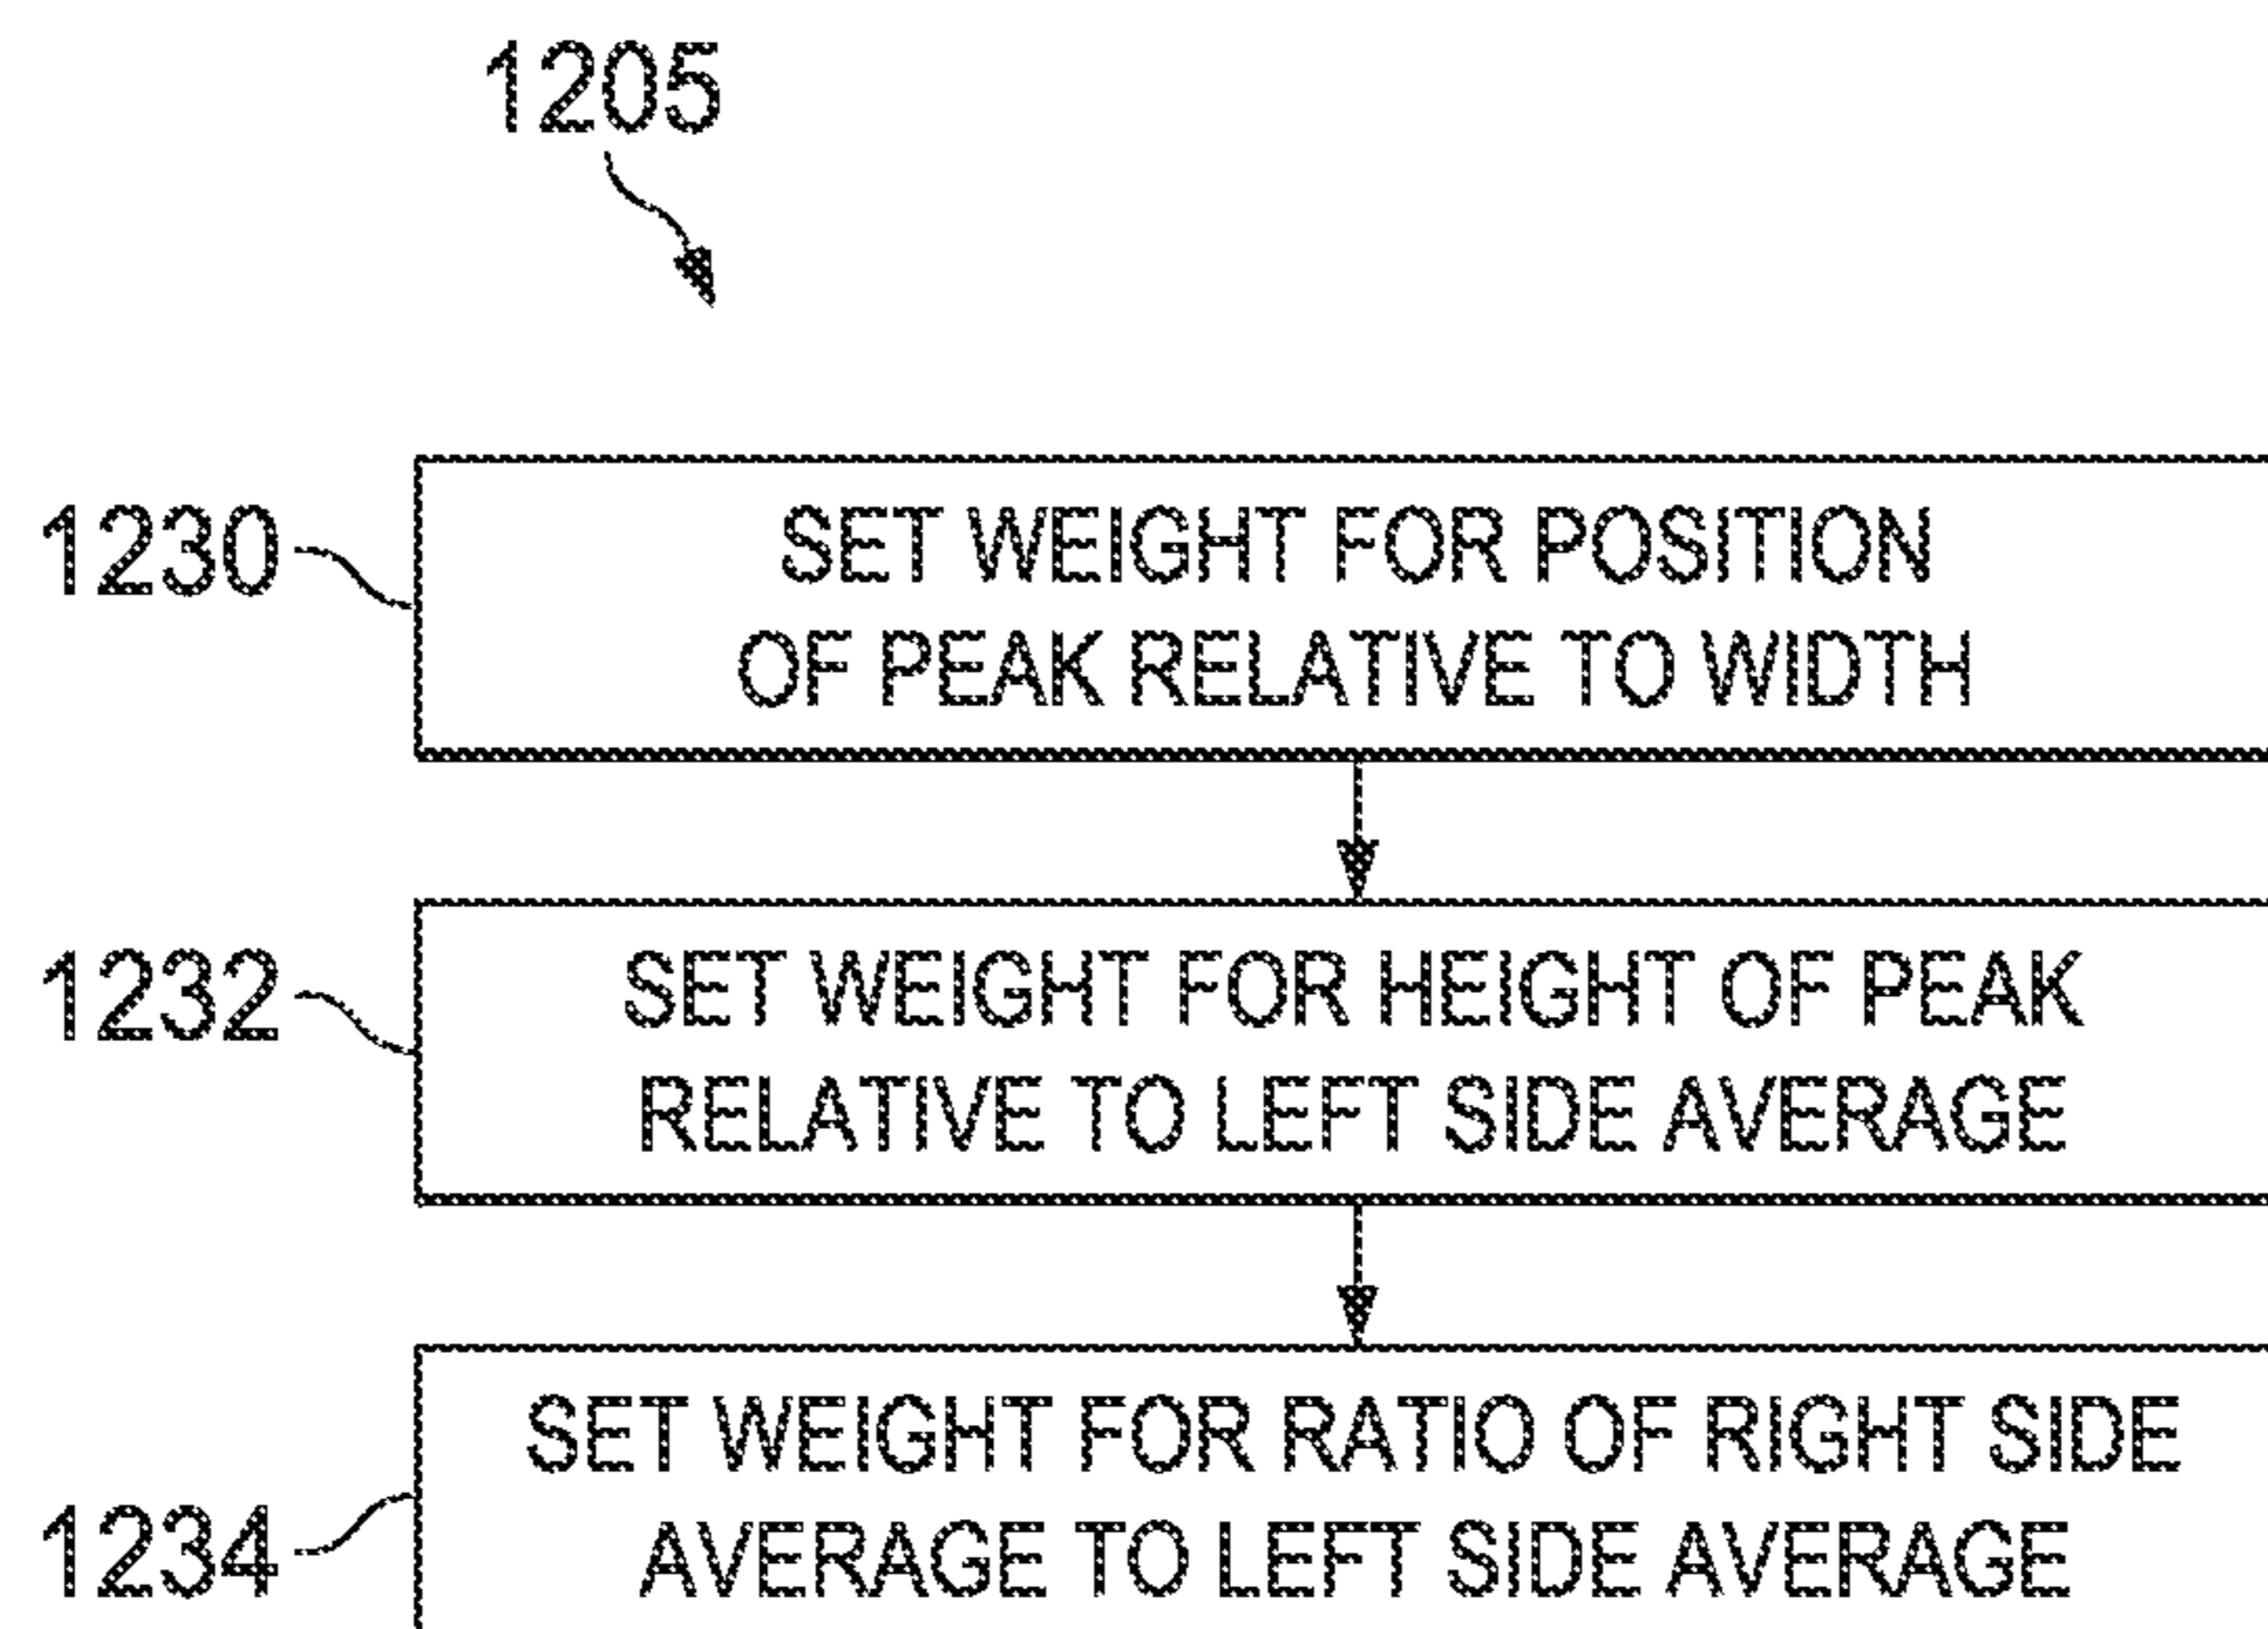 1205
1230
SET WEIGHT FOR POSITION
OF PEAK RELATIVE TO WIDTH
1232
SET WEIGHT FOR HEIGHT OF PEAK
RELATIVE TO LEFT SIDE AVERAGE
1234
SET WEIGHT FOR RATIO OF RIGHT SIDE
AVERAGE TO LEFT SIDE AVERAGE